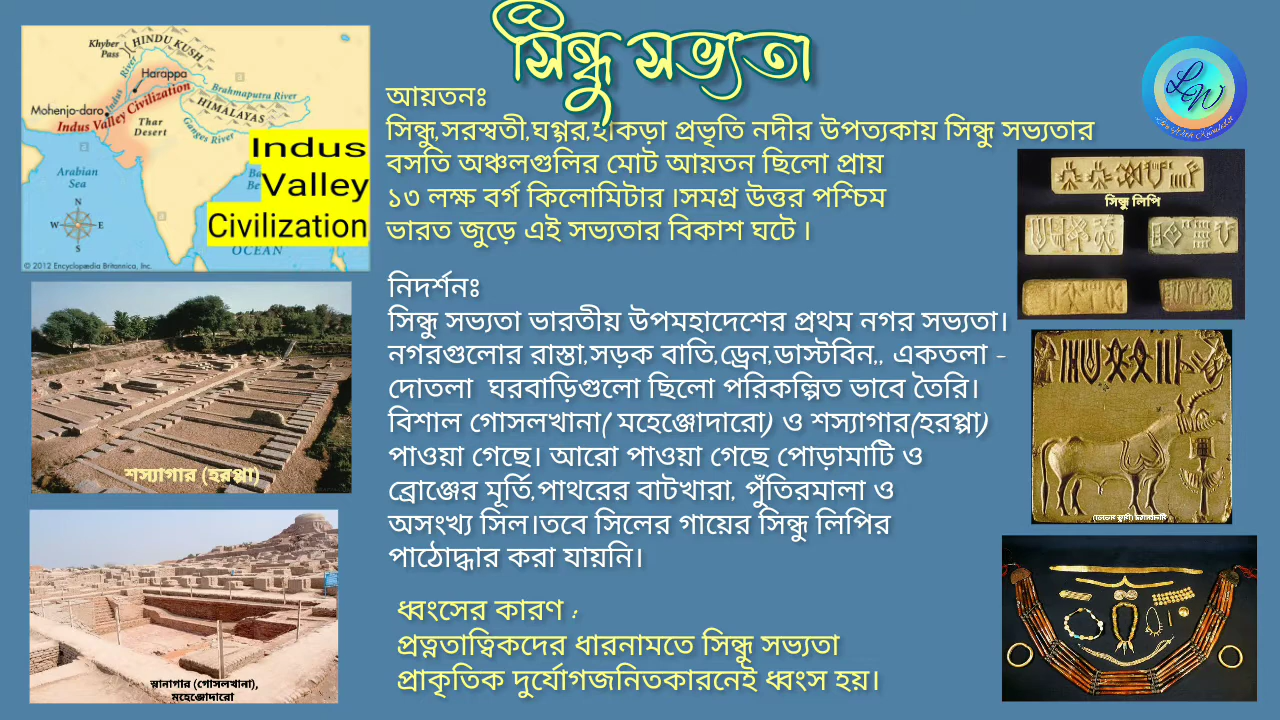 সিন্ধু সভ্যতা
আয়তনঃ
সিন্ধু,সরস্বতী,ঘগ্গর,হাকড়া প্রভৃতি নদীর উপত্যকায় সিন্ধু সভ্যতার
বসতি অঞ্চলগুলির মোট আয়তন ছিলো প্রায়
১৩ লক্ষ বর্গ কিলোমিটার ।সমগ্র উত্তর পশ্চিম
ভারত জুড়ে এই সভ্যতার বিকাশ ঘটে ।
নিদর্শনঃ
সিন্ধু সভ্যতা ভারতীয় উপমহাদেশের প্রথম নগর সভ্যতা।
নগরগুলোর রাস্তা,সড়ক বাতি,ড্রেন,ডাস্টবিন,, একতলা -
দোতলা ঘরবাড়িগুলো ছিলো পরিকল্পিত ভাবে তৈরি।
বিশাল গোসলখানা( মহেঞ্জোদারো) ও শস্যাগার(হরপ্পা)
পাওয়া গেছে। আরো পাওয়া গেছে পোড়ামাটি ও
ব্রোঞ্জের মূর্তি,পাথরের বাটখারা, পুঁতিরমালা ও
অসংখ্য সিল।তবে সিলের গায়ের সিন্ধু লিপির
পাঠোদ্ধার করা যায়নি।
ধ্বংসের কারণ :
প্রত্নতাত্বিকদের ধারনামতে সিন্ধু সভ্যতা
প্রাকৃতিক দুর্যোগজনিতকারনেই ধ্বংস হয়।
Khyber
Pass
HINDU KUSH
Harappa
Indus River
Mohenjo-daro
Indus Valley Civilization
Brahmaputra River
HIMALAYAS
Thar
Desert
Ganges River
Arabian
Sea
Ba
Be
N
W
E
S
OCEAN
© 2012 Encyclopædia Britannica, Inc.
Indus
Valley
Civilization
শস্যাগার (হরপ্পা)
স্নানাগার (গোসলখানা),
মহেঞ্জোদারো
LW
সিন্ধু লিপি